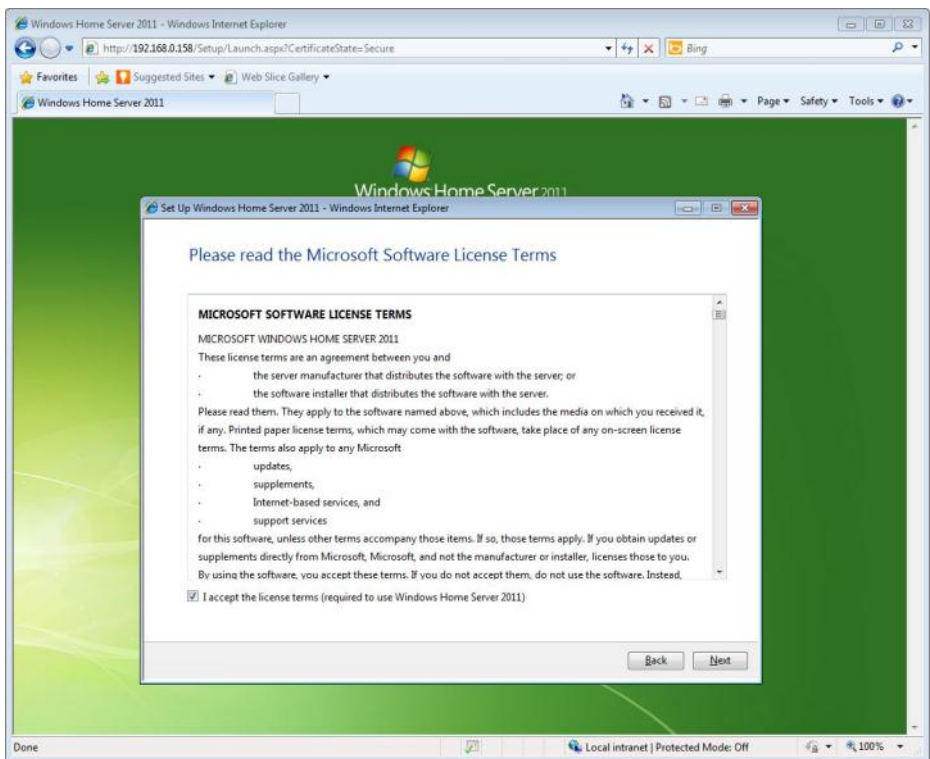 Windows Home Server 2011 - Windows Internet Explorer
http://192.168.0.158/Setup/Launch.aspx?CertificateState=Secure
Bing
Favorites Suggested Sites Web Slice Gallery
Windows Home Server 2011
Page Safety Tools
Windows Home Server 2011
Set Up Windows Home Server 2011 - Windows Internet Explorer
Please read the Microsoft Software License Terms
MICROSOFT SOFTWARE LICENSE TERMS
MICROSOFT WINDOWS HOME SERVER 2011
These license terms are an agreement between you and
· the server manufacturer that distributes the software with the server; or
· the software installer that distributes the software with the server.
Please read them. They apply to the software named above, which includes the media on which you received it,
if any. Printed paper license terms, which may come with the software, take place of any on-screen license
terms. The terms also apply to any Microsoft
· updates,
· supplements,
· Internet-based services, and
· support services
for this software, unless other terms accompany those items. If so, those terms apply. If you obtain updates or
supplements directly from Microsoft, Microsoft, and not the manufacturer or installer, licenses those to you.
By using the software, you accept these terms. If you do not accept them, do not use the software. Instead,
I accept the license terms (required to use Windows Home Server 2011)
Back Next
Done
Local intranet | Protected Mode: Off
100%